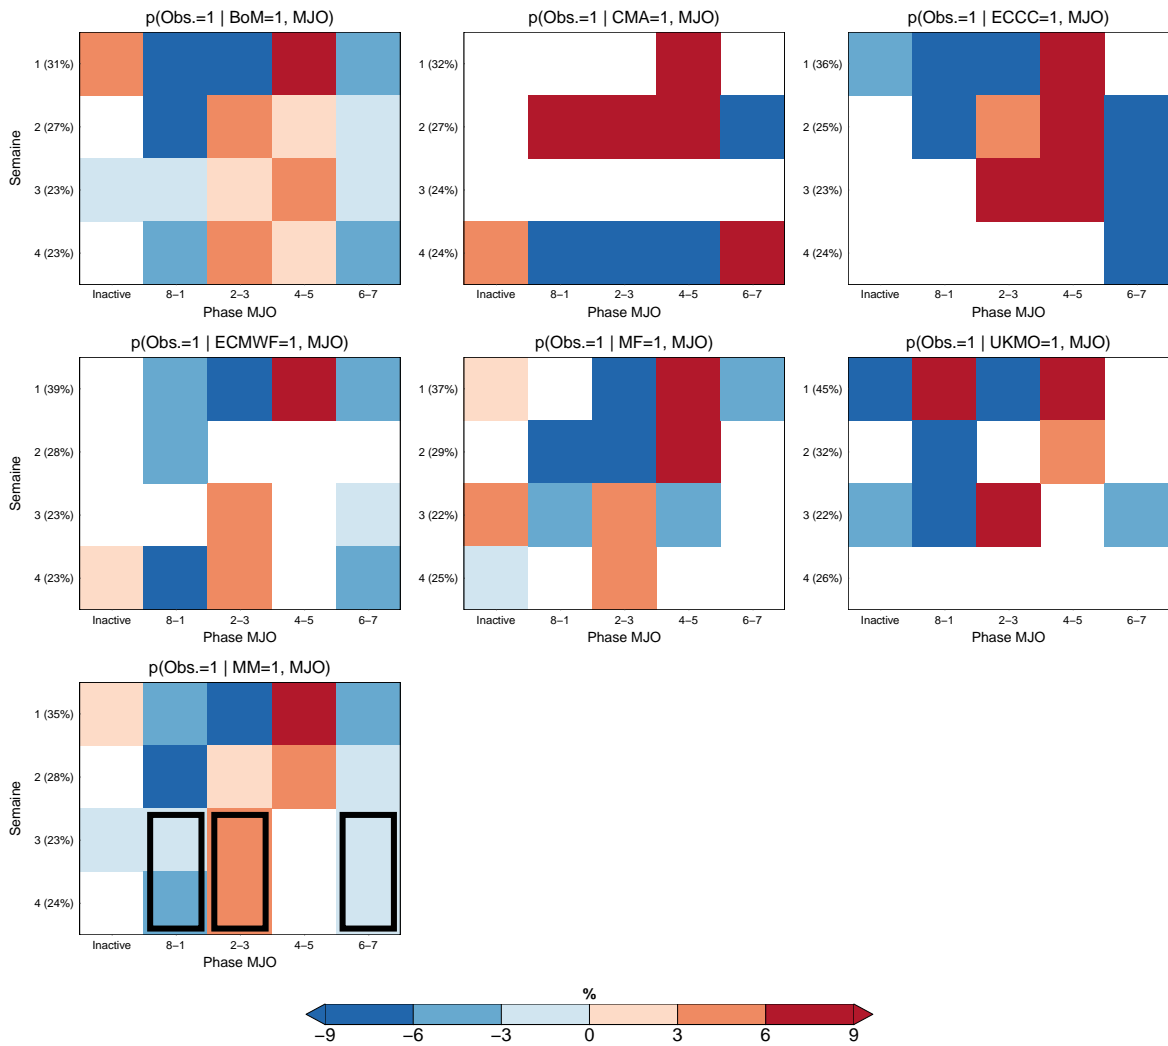 p(Obs.=1 | BoM=1, MJO)
1 (31%)
2 (27%)
3 (23%)
4 (23%)
Semaine
Inactive 8−1 2−3 4−5 6−7
Phase MJO
p(Obs.=1 | CMA=1, MJO)
1 (32%)
2 (27%)
3 (24%)
4 (24%)
Inactive 8−1 2−3 4−5 6−7
Phase MJO
p(Obs.=1 | ECCC=1, MJO)
1 (36%)
2 (25%)
3 (23%)
4 (24%)
Inactive 8−1 2−3 4−5 6−7
Phase MJO
p(Obs.=1 | ECMWF=1, MJO)
1 (39%)
2 (28%)
3 (23%)
4 (23%)
Semaine
Inactive 8−1 2−3 4−5 6−7
Phase MJO
p(Obs.=1 | MF=1, MJO)
1 (37%)
2 (29%)
3 (22%)
4 (25%)
Inactive 8−1 2−3 4−5 6−7
Phase MJO
p(Obs.=1 | UKMO=1, MJO)
1 (45%)
2 (32%)
3 (22%)
4 (26%)
Inactive 8−1 2−3 4−5 6−7
Phase MJO
p(Obs.=1 | MM=1, MJO)
1 (35%)
2 (28%)
3 (23%)
4 (24%)
Semaine
Inactive 8−1 2−3 4−5 6−7
Phase MJO
%
−9 −6 −3 0 3 6 9